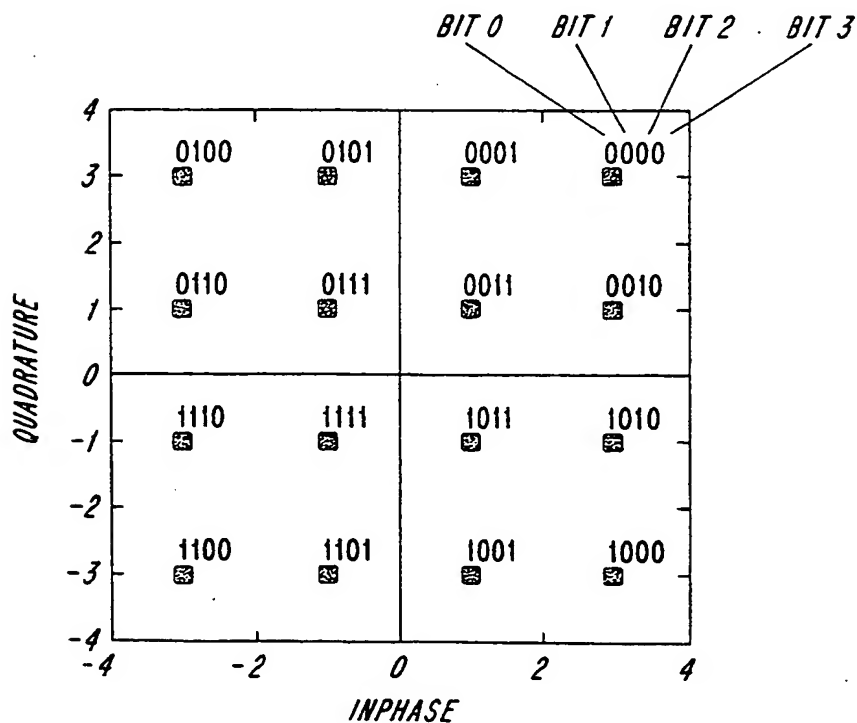 BIT 0 BIT 1 BIT 2 BIT 3
4
0100 0101 0001 0000
3
2
0110 0111 0011 0010
1
QUADRATURE
0
1110 1111 1011 1010
-1
-2
1100 1101 1001 1000
-3
-4
-4 -2 0 2 4
INPHASE